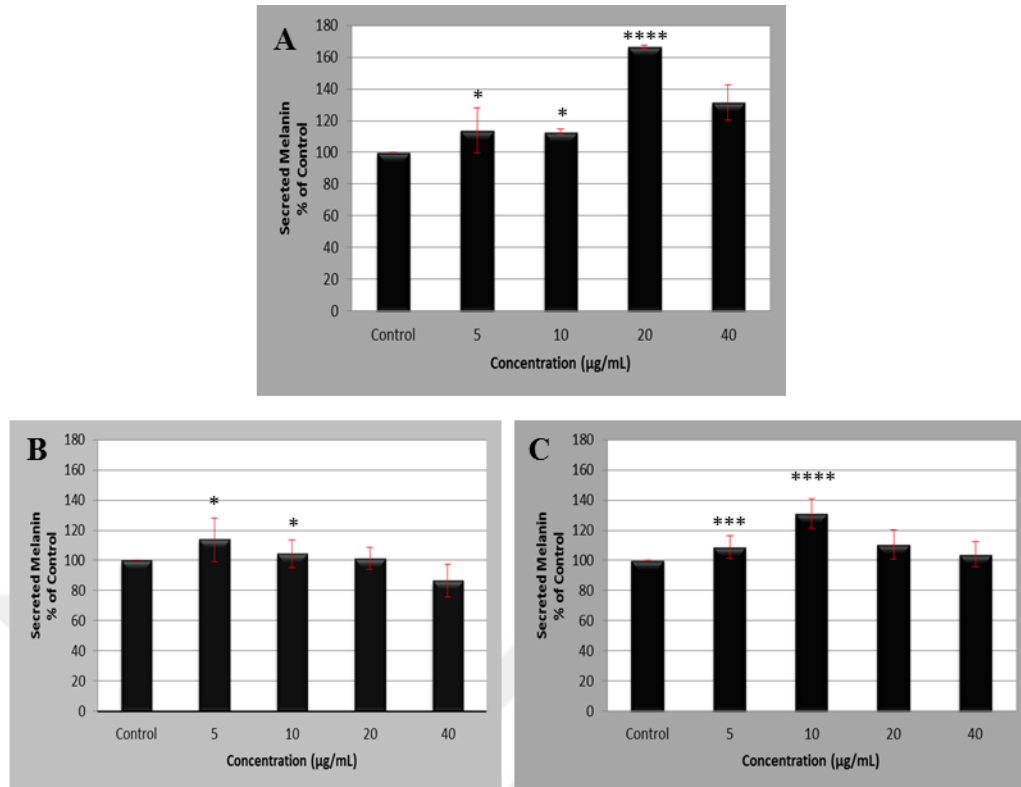 A
180
160
140
120
100
80
60
40
20
0
Secreted Melanin
% of Control
*
*
****
Control 5 10 20 40
Concentration (µg/mL)
B
180
160
140
120
100
80
60
40
20
0
Secreted Melanin
% of Control
*
*
Control 5 10 20 40
Concentration (µg/mL)
C
180
160
140
120
100
80
60
40
20
0
Secreted Melanin
% of Control
***
****
Control 5 10 20 40
Concentration (µg/mL)